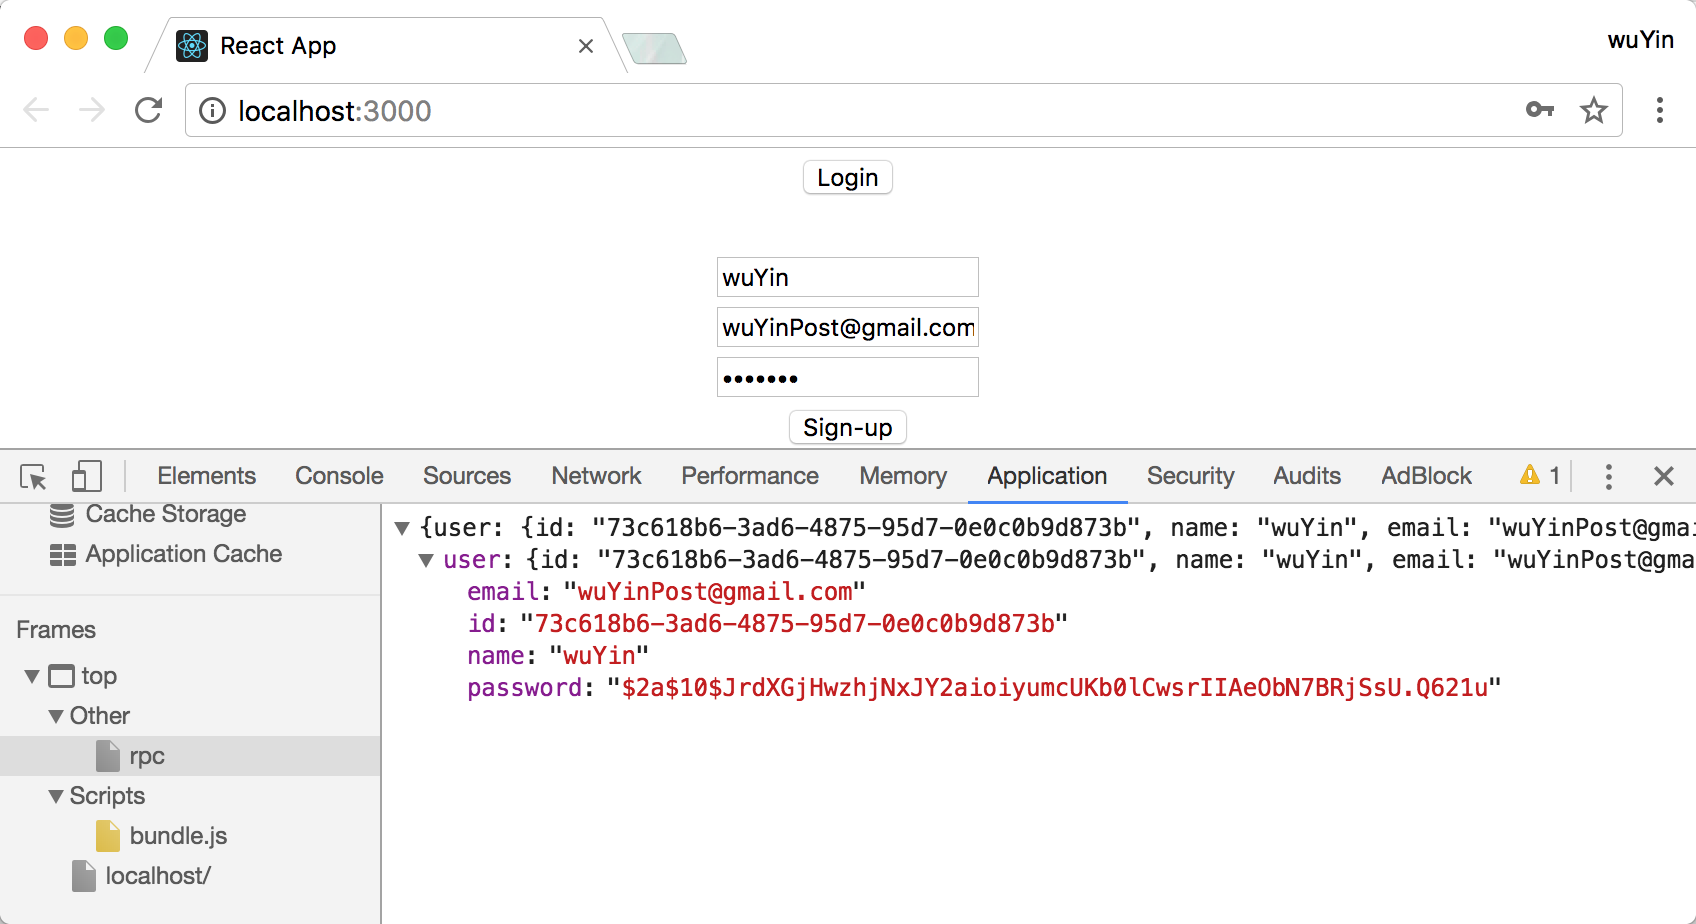 React App
wuYin
localhost:3000
Login
wuYin
wuYinPost@gmail.com
•••••••
Sign-up
Elements Console Sources Network Performance Memory Application Security Audits AdBlock 1
Cache Storage
Application Cache
Frames
top
Other
rpc
Scripts
bundle.js
localhost/
{user: {id: "73c618b6-3ad6-4875-95d7-0e0c0b9d873b", name: "wuYin", email: "wuYinPost@gmai
user: {id: "73c618b6-3ad6-4875-95d7-0e0c0b9d873b", name: "wuYin", email: "wuYinPost@gma
email: "wuYinPost@gmail.com"
id: "73c618b6-3ad6-4875-95d7-0e0c0b9d873b"
name: "wuYin"
password: "$2a$10$JrdXGjHwzhjNxJY2aioiyumcUKb0lCwsrIIAeObN7BRjSsU.Q621u"